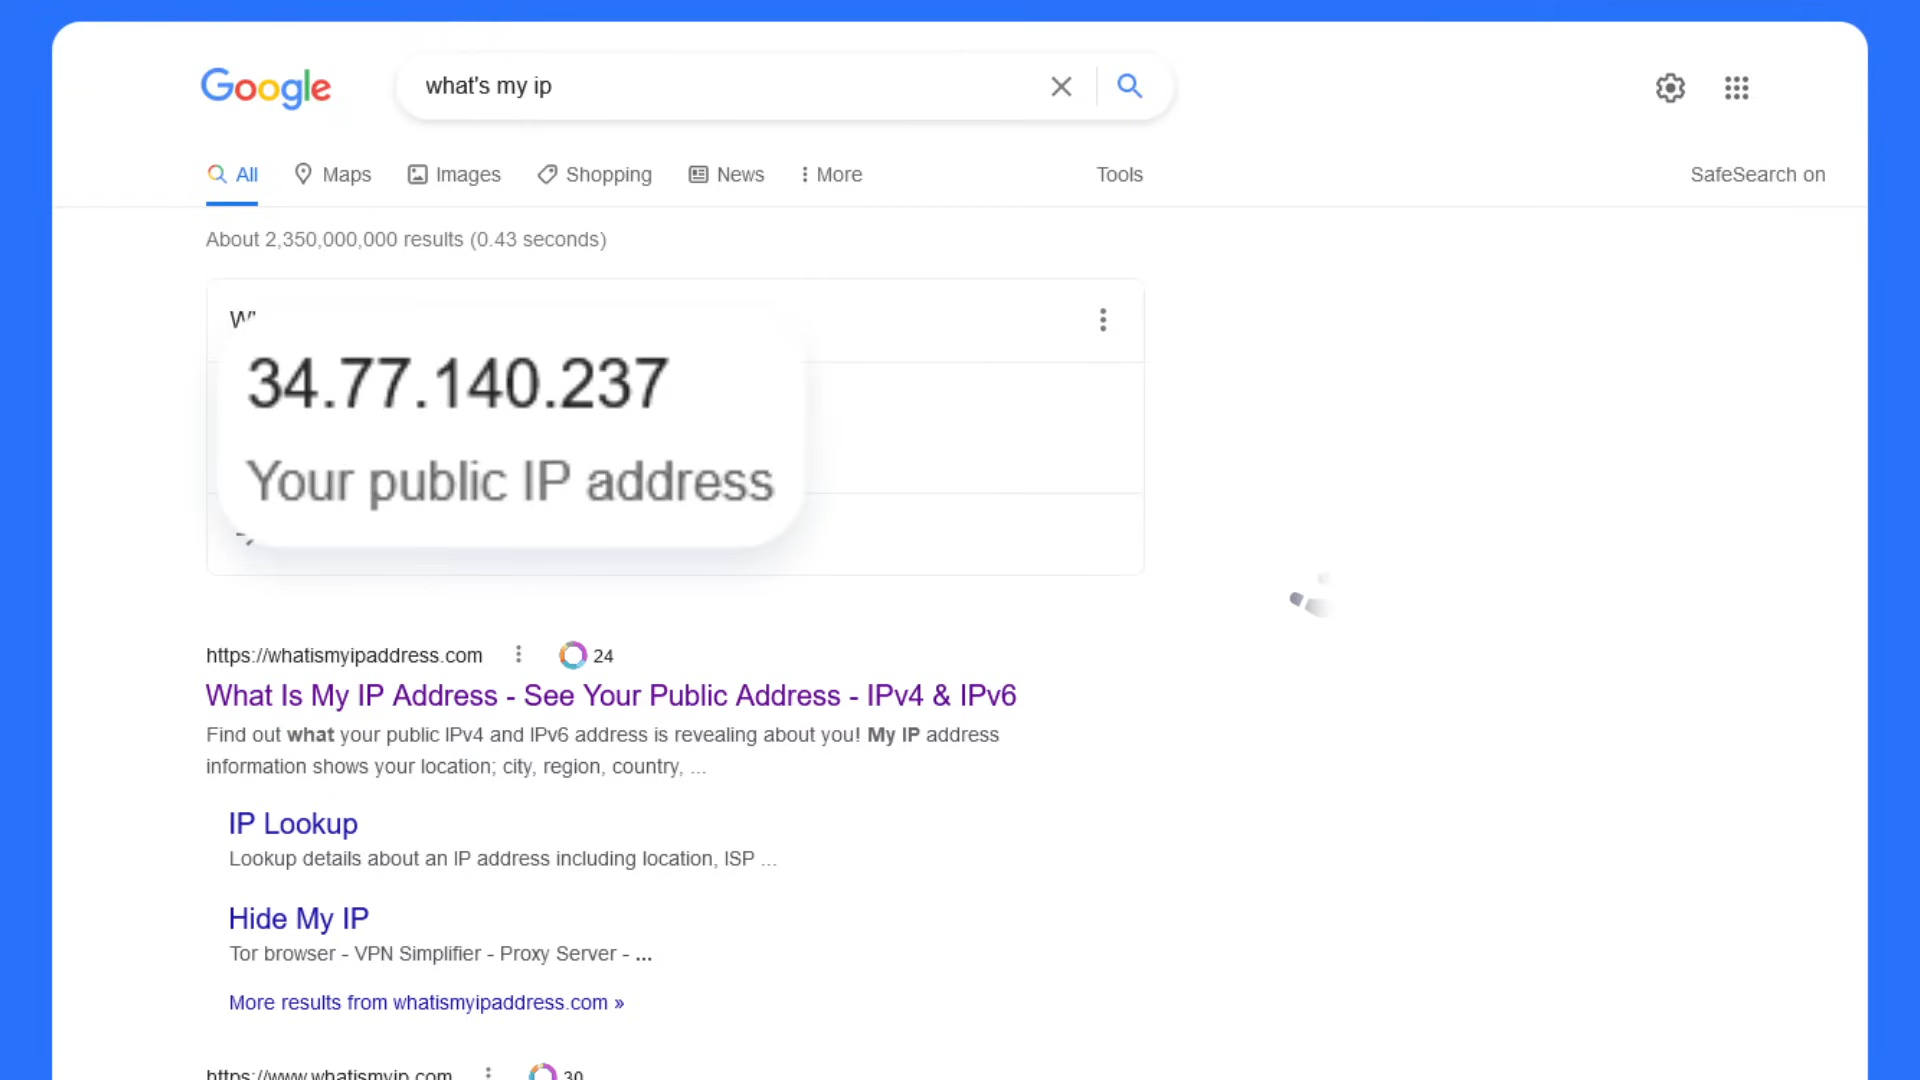 Google
what's my ip
All Maps Images Shopping News More Tools SafeSearch on
About 2,350,000,000 results (0.43 seconds)
34.77.140.237
Your public IP address
https://whatismyipaddress.com 24
What Is My IP Address - See Your Public Address - IPv4 & IPv6
Find out what your public IPv4 and IPv6 address is revealing about you! My IP address
information shows your location; city, region, country, ...
IP Lookup
Lookup details about an IP address including location, ISP ...
Hide My IP
Tor browser - VPN Simplifier - Proxy Server - ...
More results from whatismyipaddress.com »
https://www.whatismyip.com 30